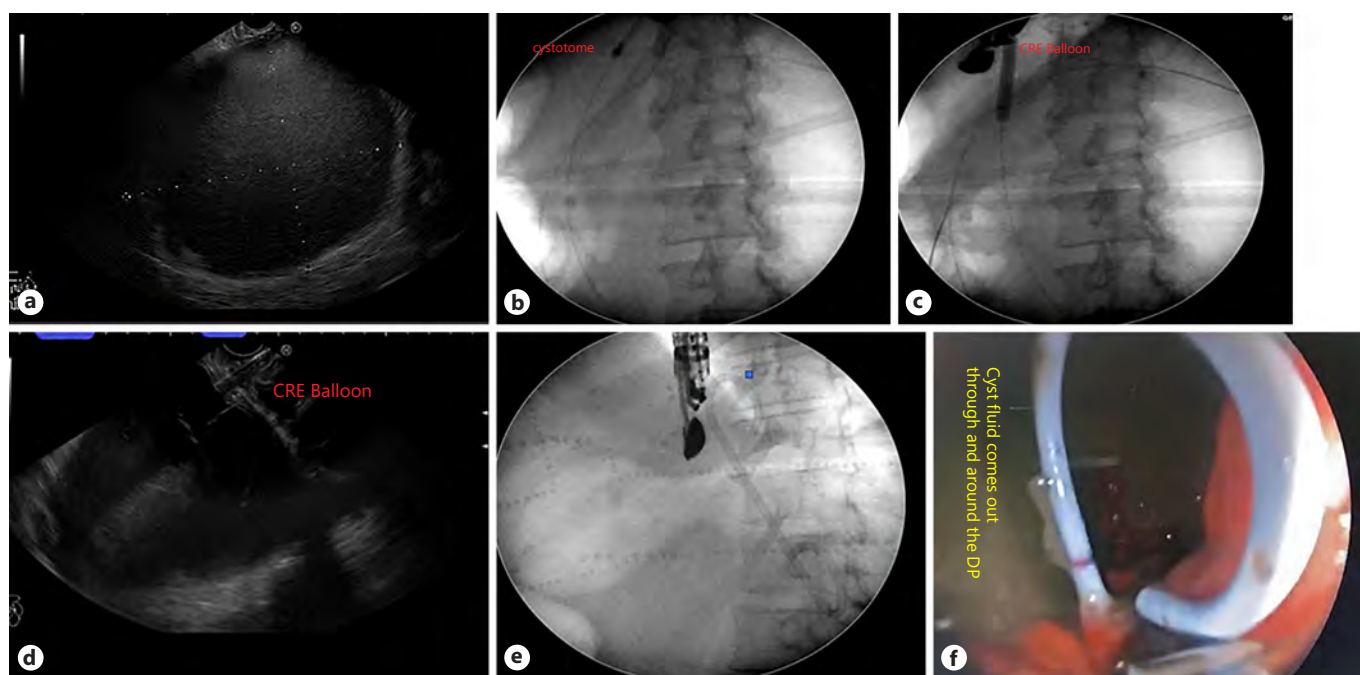 cystotome
CRE Balloon
a
b
c
CRE Balloon
Cyst fluid comes out
through and around the DP
d
e
f